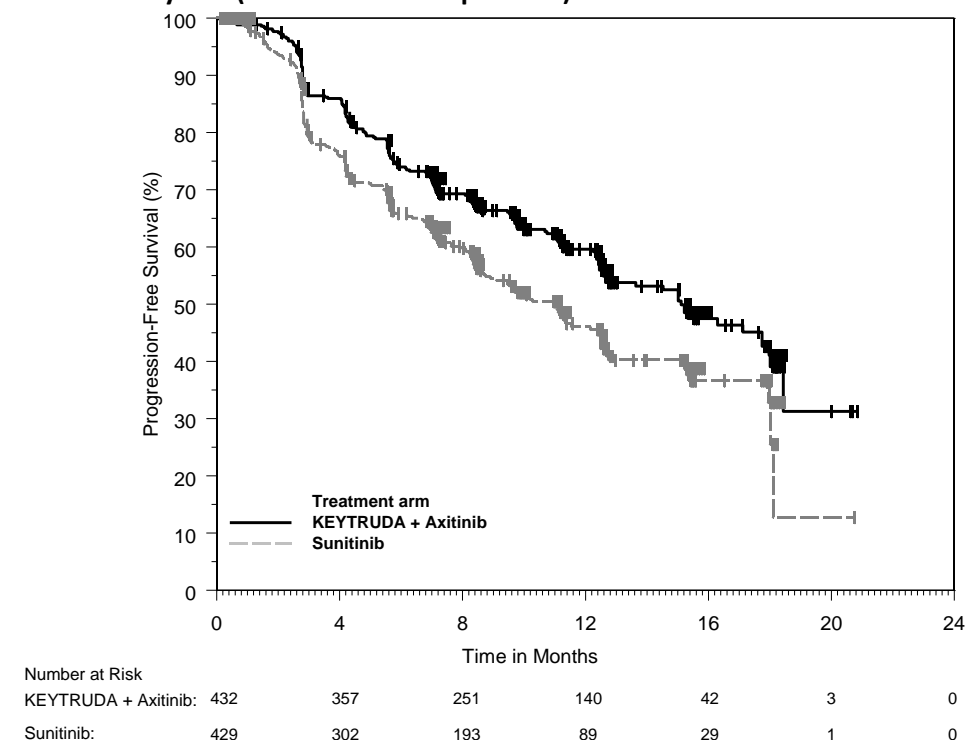 100
90
80
70
60
50
40
30
20
10
0
Progression-Free Survival (%)
Treatment arm
KEYTRUDA + Axitinib
Sunitinib
0 4 8 12 16 20 24
Time in Months
Number at Risk
KEYTRUDA + Axitinib: 432 357 251 140 42 3 0
Sunitinib: 429 302 193 89 29 1 0